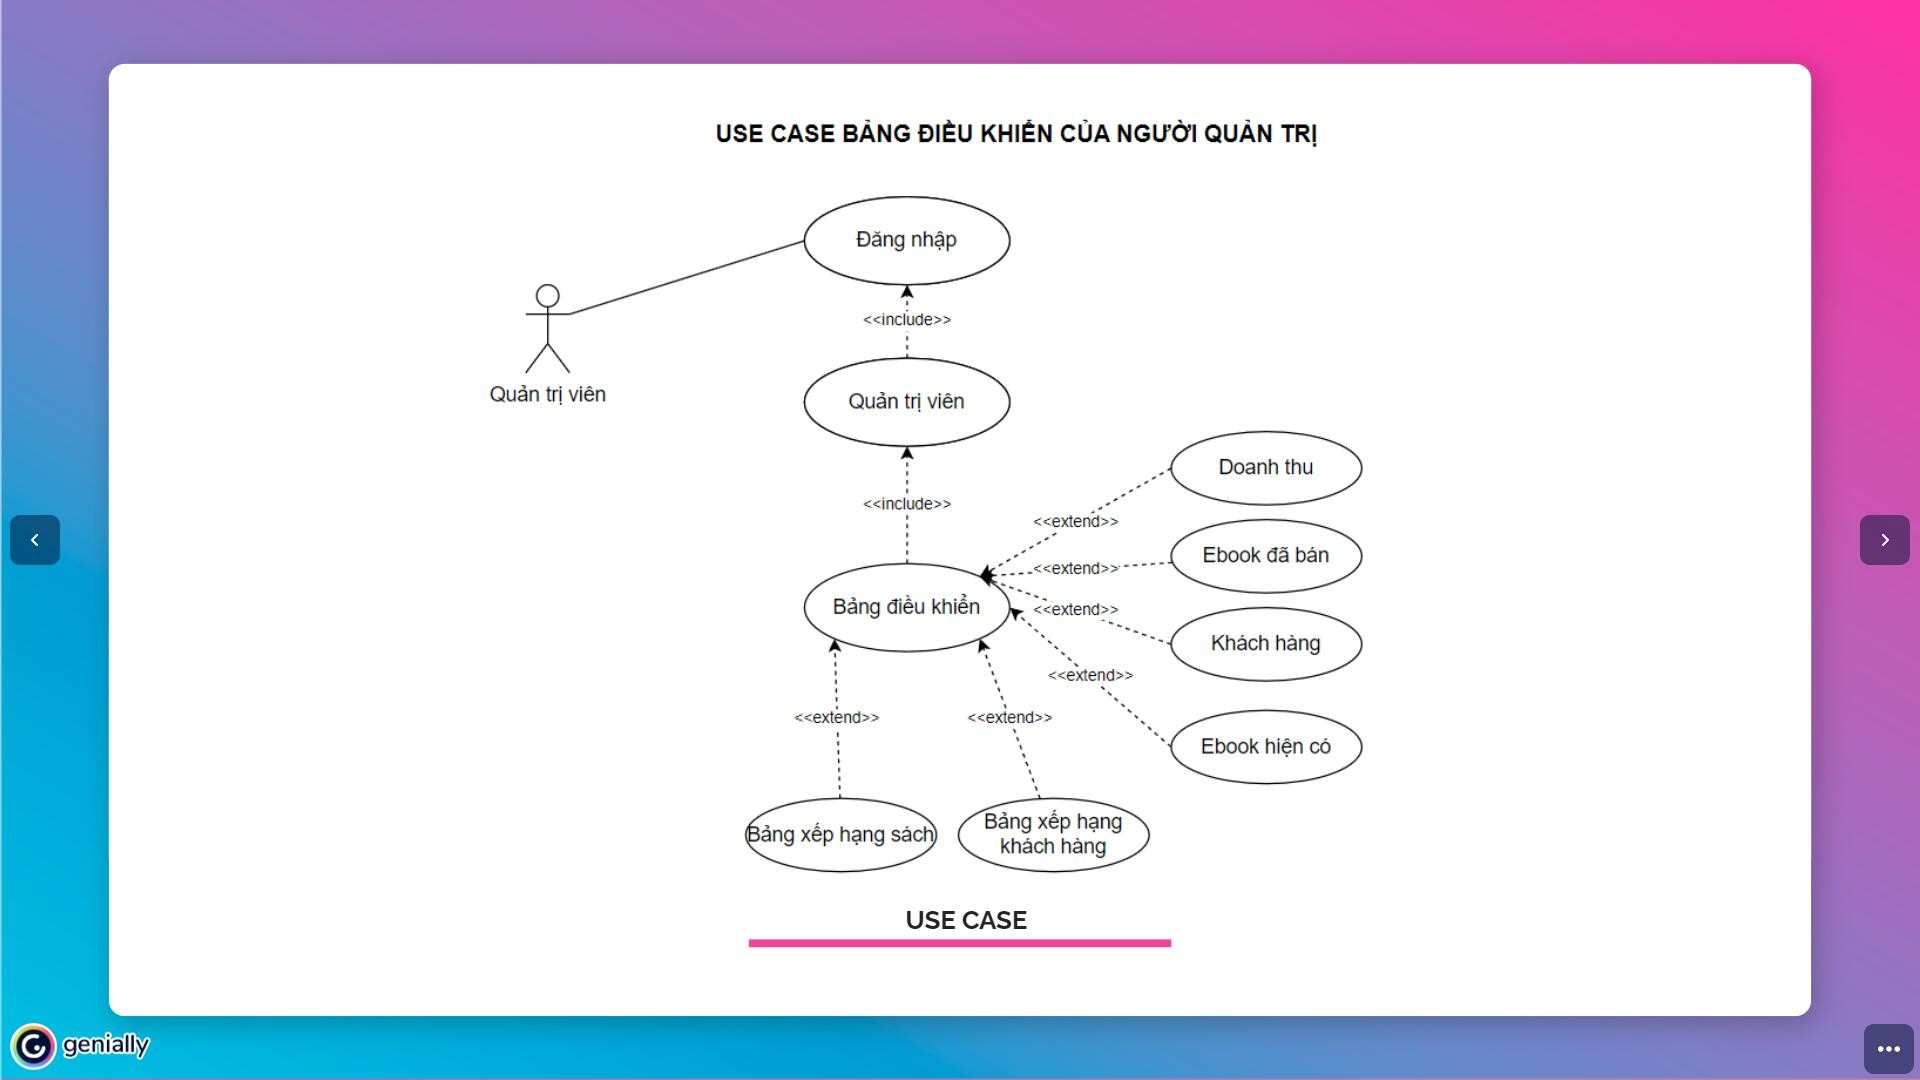 USE CASE BẢNG ĐIỀU KHIỂN CỦA NGƯỜI QUẢN TRỊ
Đăng nhập
<<include>>
Quản trị viên
Quản trị viên
<<include>>
Doanh thu
<<extend>>
Ebook đã bán
<<extend>>
Bảng điều khiển
<<extend>>
Khách hàng
<<extend>>
<<extend>>
<<extend>>
Ebook hiện có
Bảng xếp hạng sách
Bảng xếp hạng
khách hàng
USE CASE
genially